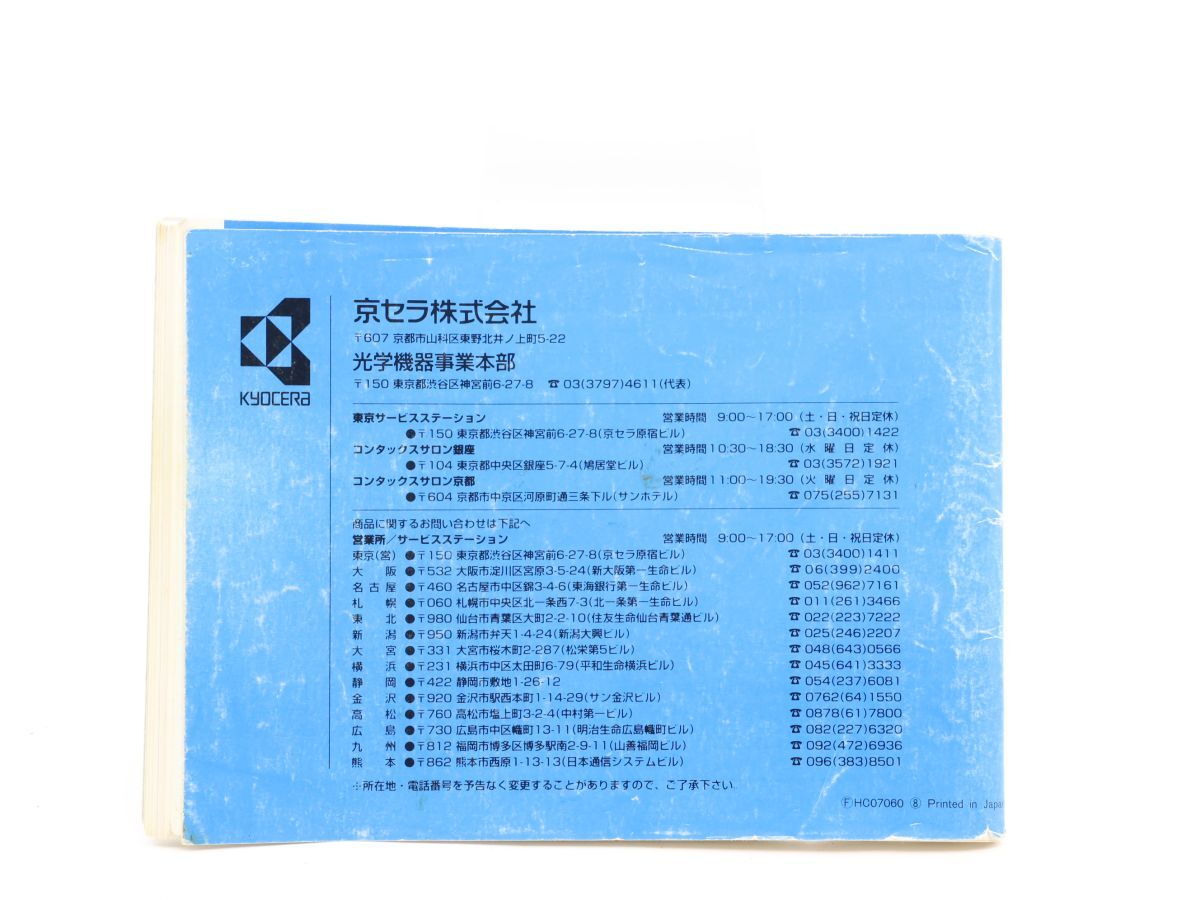 KYOCERa
京セラ株式会社
〒607 京都市山科区東野北井ノ上町5-22
光学機器事業本部
〒150 東京都渋谷区神宮前6-27-8 ☎ 03(3797)4611(代表)
東京サービスステーション 営業時間 9:00〜17:00 (土・日・祝日定休)
●〒150 東京都渋谷区神宮前6-27-8(京セラ原宿ビル) ☎ 03(3400)1422
コンタックスサロン銀座 営業時間10:30〜18:30 (水曜日定休)
●〒104 東京都中央区銀座5-7-4(鳩居堂ビル) ☎ 03(3572)1921
コンタックスサロン京都 営業時間11:00〜19:30 (火曜日定休)
●〒604 京都市中京区河原町通三条下ル(サンホテル) ☎ 075(255)7131
商品に関するお問い合わせは下記へ
営業所/サービスステーション 営業時間 9:00〜17:00 (土・日・祝日定休)
東京(営) ●〒150 東京都渋谷区神宮前6-27-8(京セラ原宿ビル) ☎ 03(3400)1411
大阪 ●〒532 大阪市淀川区宮原3-5-24(新大阪第一生命ビル) ☎ 06(399)2400
名古屋 ●〒460 名古屋市中区錦3-4-6(東海銀行第一生命ビル) ☎ 052(962)7161
札幌 ●〒060 札幌市中央区北一条西7-3(北一条第一生命ビル) ☎ 011(261)3466
東北 ●〒980 仙台市青葉区大町2-2-10(住友生命仙台青葉通ビル) ☎ 022(223)7222
新潟 ●〒950 新潟市弁天1-4-24(新潟大興ビル) ☎ 025(246)2207
大宮 ●〒331 大宮市桜木町2-287(松栄第5ビル) ☎ 048(643)0566
横浜 ●〒231 横浜市中区太田町6-79(平和生命横浜ビル) ☎ 045(641)3333
静岡 ●〒422 静岡市敷地1-26-12 ☎ 054(237)6081
金沢 ●〒920 金沢市駅西本町1-14-29(サン金沢ビル) ☎ 0762(64)1550
高松 ●〒760 高松市塩上町3-2-4(中村第一ビル) ☎ 0878(61)7800
広島 ●〒730 広島市中区幟町13-11(明治生命広島幟町ビル) ☎ 082(227)6320
九州 ●〒812 福岡市博多区博多駅南2-9-11(山善福岡ビル) ☎ 092(472)6936
熊本 ●〒862 熊本市西原1-13-13(日本通信システムビル) ☎ 096(383)8501
※所在地・電話番号を予告なく変更することがありますので、ご了承下さい。
Ⓕ HC07060 ⑧ Printed in Japan